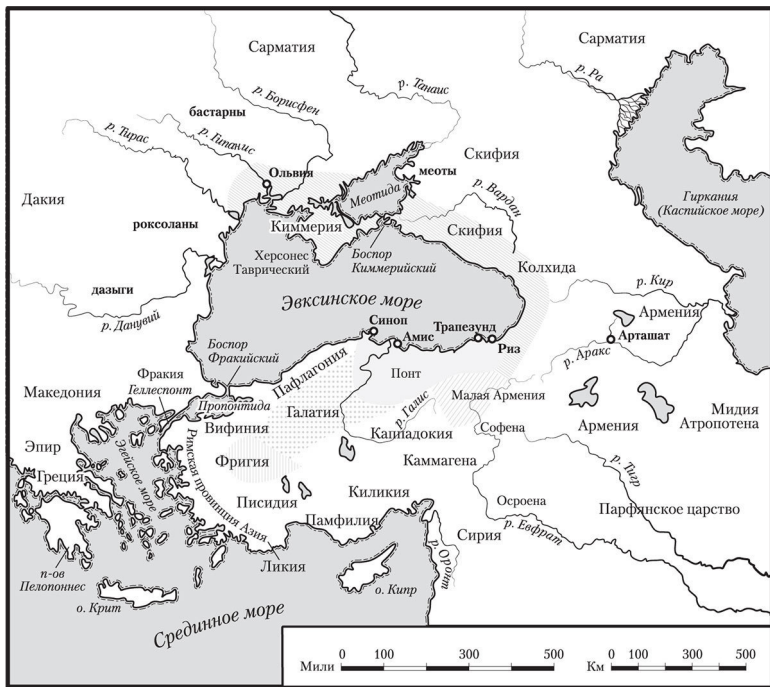 Сарматия
Сарматия
р. Ра
р. Танаис
р. Борисфен
бастарны
р. Гипанис
р. Тирас
Ольвия
Скифия
меоты
Меотида
р. Вардан
Дакия
Гиркания
(Каспийское море)
роксоланы
Киммерия
Скифия
Херсонес
Таврический
Боспор
Киммерийский
Колхида
дазыги
р. Данувий
Эвксинское море
р. Кир
Армения
Синоп
Амис
Трапезунд
Риз
Арташат
р. Аракс
Боспор
Фракийский
Пафлагония
Понт
Фракия
Геллеспонт
Македония
Пропонтида
Галатия
р. Галис
Малая Армения
Мидия
Атропотена
Вифиния
Каппадокия
Софена
Армения
Эпир
Эгейское море
Римская провинция Азия
Фригия
Каммагена
р. Тигр
Греция
Писидия
Киликия
Осроена
Парфянское царство
Памфилия
р. Евфрат
Сирия
р. Оронт
Ликия
п-ов
Пелопоннес
о. Крит
о. Кипр
Срединное море
Мили 0 100 300 500
Км 0 100 300 500